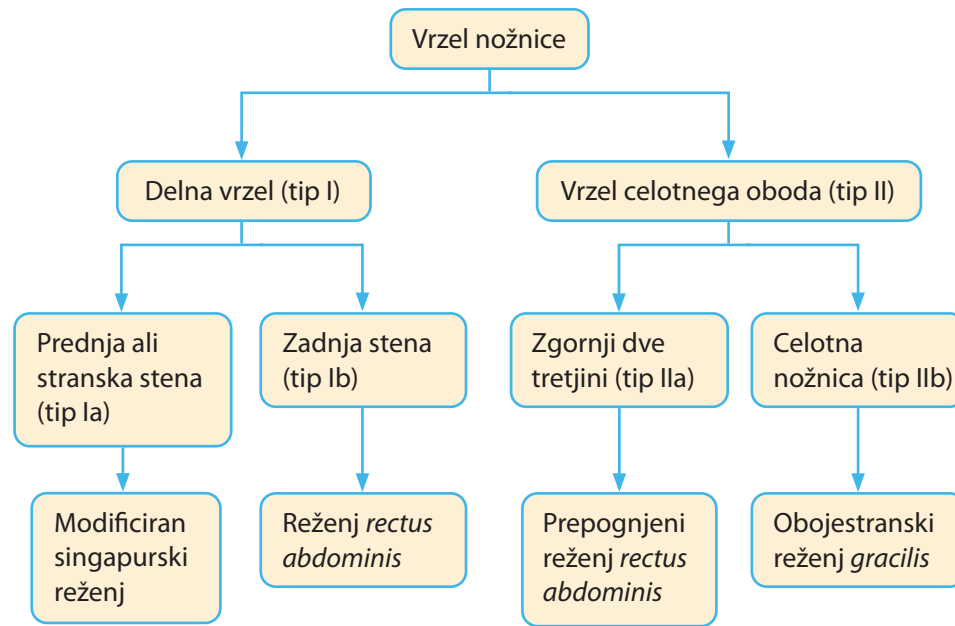 Vrzel nožnice
Delna vrzel (tip I)
Vrzel celotnega oboda (tip II)
Prednja ali
stranska stena
(tip Ia)
Zadnja stena
(tip Ib)
Zgornji dve
tretjini (tip IIa)
Celotna
nožnica (tip IIb)
Modificiran
singapurski
reženj
Reženj rectus
abdominis
Prepognjeni
reženj rectus
abdominis
Obojestranski
reženj gracilis